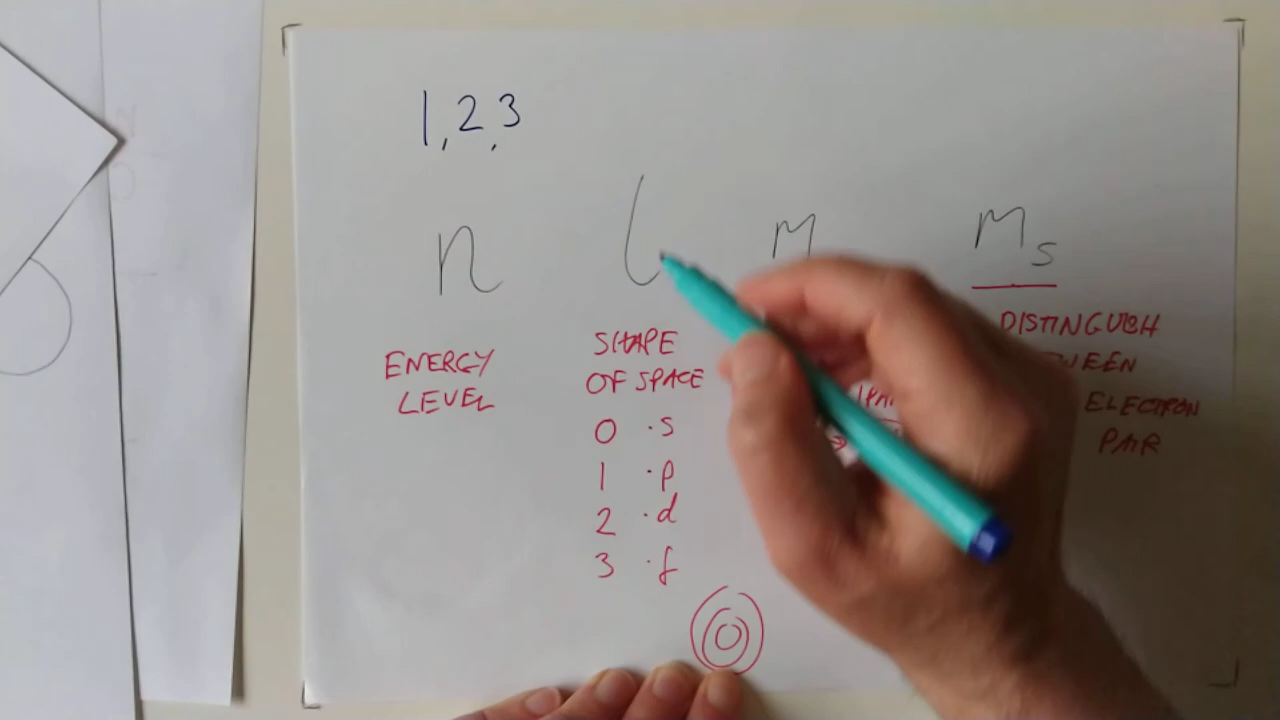 1,2,3
n l m ms
ENERGY
LEVEL
SHAPE
OF SPACE
0 .s
1 .p
2 .d
3 .f
DISTINGUISH
ELECTRON
PAIR